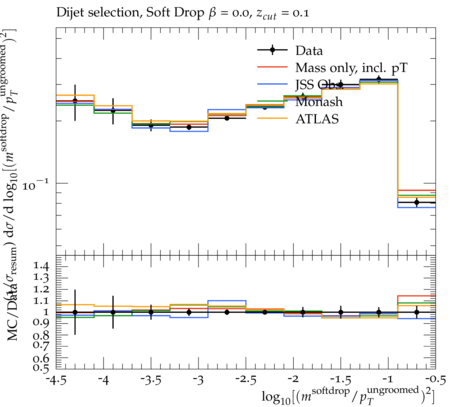 Dijet selection, Soft Drop β = 0.0, z_cut = 0.1
(1/σ_resum) dσ/d log₁₀[(m^softdrop/p_T^ungroomed)²]
Data
Mass only, incl. pT
JSS Obs.
Monash
ATLAS
10⁻¹
MC/Data
1.4
1.3
1.2
1.1
1
0.9
0.8
0.7
0.6
0.5
-4.5 -4 -3.5 -3 -2.5 -2 -1.5 -1 -0.5
log₁₀[(m^softdrop/p_T^ungroomed)²]